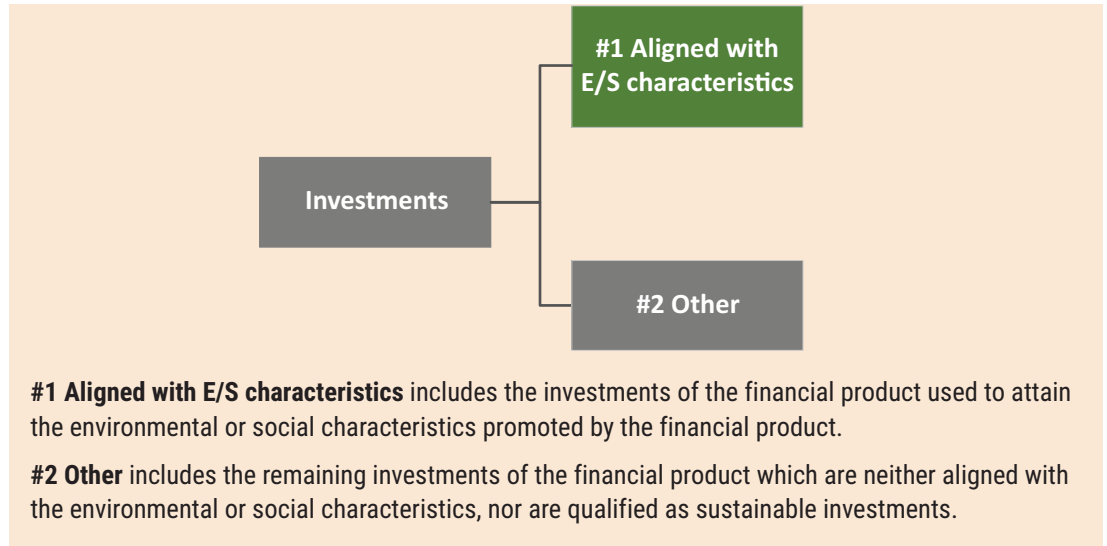 #1 Aligned with
E/S characteristics
Investments
#2 Other
#1 Aligned with E/S characteristics includes the investments of the financial product used to attain
the environmental or social characteristics promoted by the financial product.
#2 Other includes the remaining investments of the financial product which are neither aligned with
the environmental or social characteristics, nor are qualified as sustainable investments.